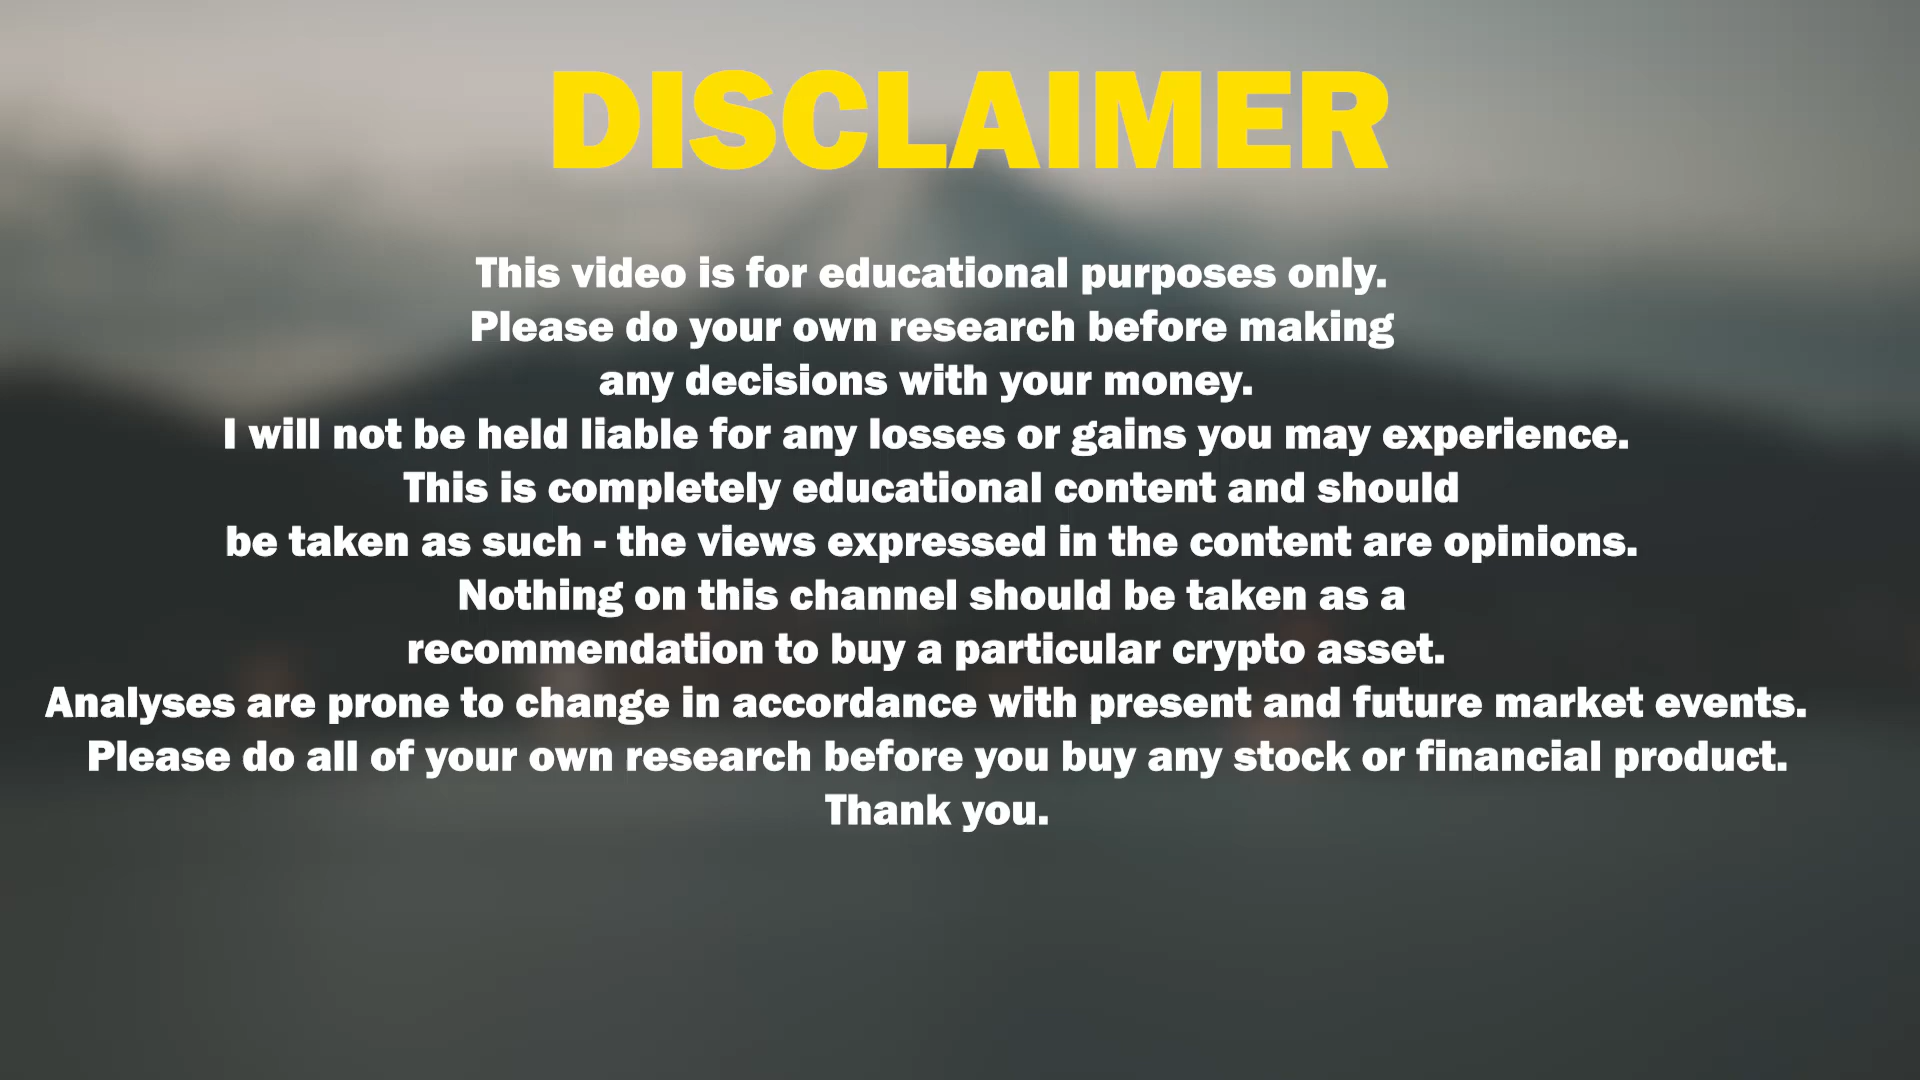 DISCLAIMER
This video is for educational purposes only.
Please do your own research before making
any decisions with your money.
I will not be held liable for any losses or gains you may experience.
This is completely educational content and should
be taken as such - the views expressed in the content are opinions.
Nothing on this channel should be taken as a
recommendation to buy a particular crypto asset.
Analyses are prone to change in accordance with present and future market events.
Please do all of your own research before you buy any stock or financial product.
Thank you.